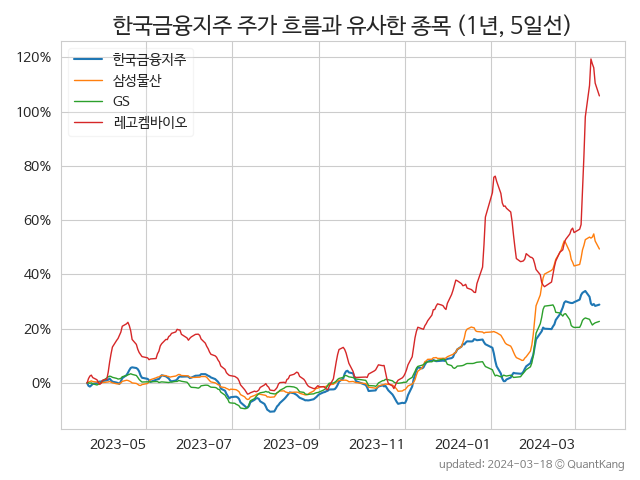 한국금융지주 주가 흐름과 유사한 종목 (1년, 5일선)
한국금융지주
삼성물산
GS
레고켐바이오
120%
100%
80%
60%
40%
20%
0%
2023-05 2023-07 2023-09 2023-11 2024-01 2024-03
updated: 2024-03-18 © QuantKang